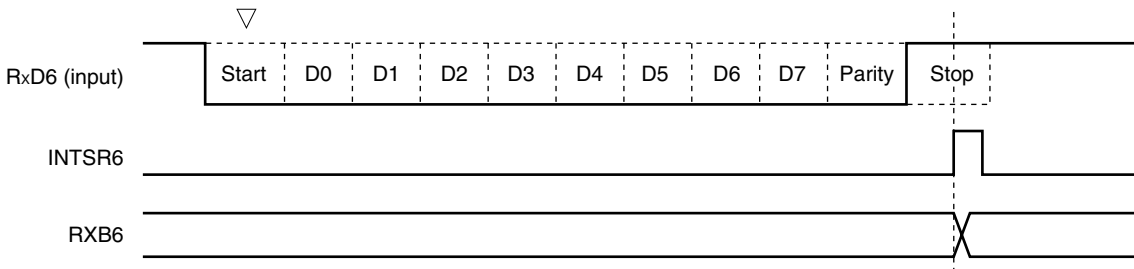 RxD6 (input) Start D0 D1 D2 D3 D4 D5 D6 D7 Parity Stop
INTSR6
RXB6